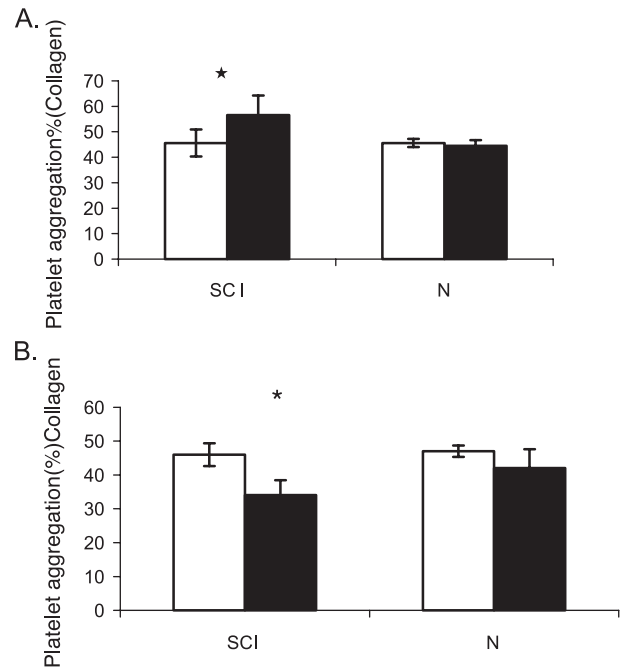 A.
Platelet aggregation%(Collagen)
70
60
50
40
30
20
10
0
★
SCI
N
B.
Platelet aggregation(%)Collagen
60
50
40
30
20
10
0
*
SCI
N